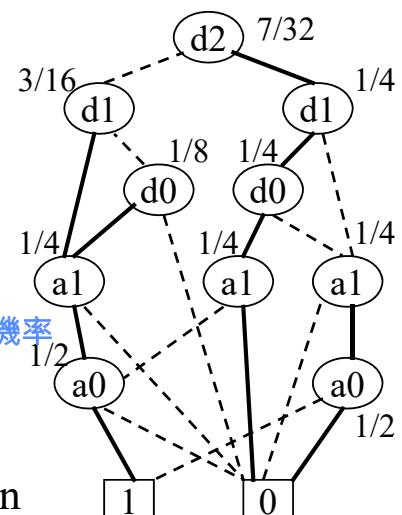 d2 7/32
3/16 d1 d1 1/4
1/8 1/4
d0 d0
1/4 1/4 1/4
a1 a1 a1
機率
1/2
a0 a0
1/2
n 1 0